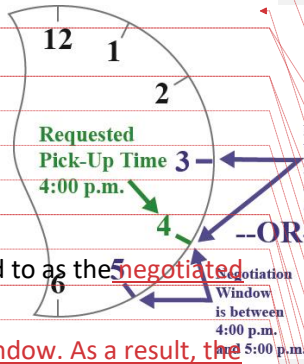 12
1
2
Requested
Pick-Up Time
4:00 p.m.
3
4
--OR-
d to as the negotiated
5
6
Negotiation
Window
is between
4:00 p.m.
and 5:00 p.m.
ndow. As a result, the